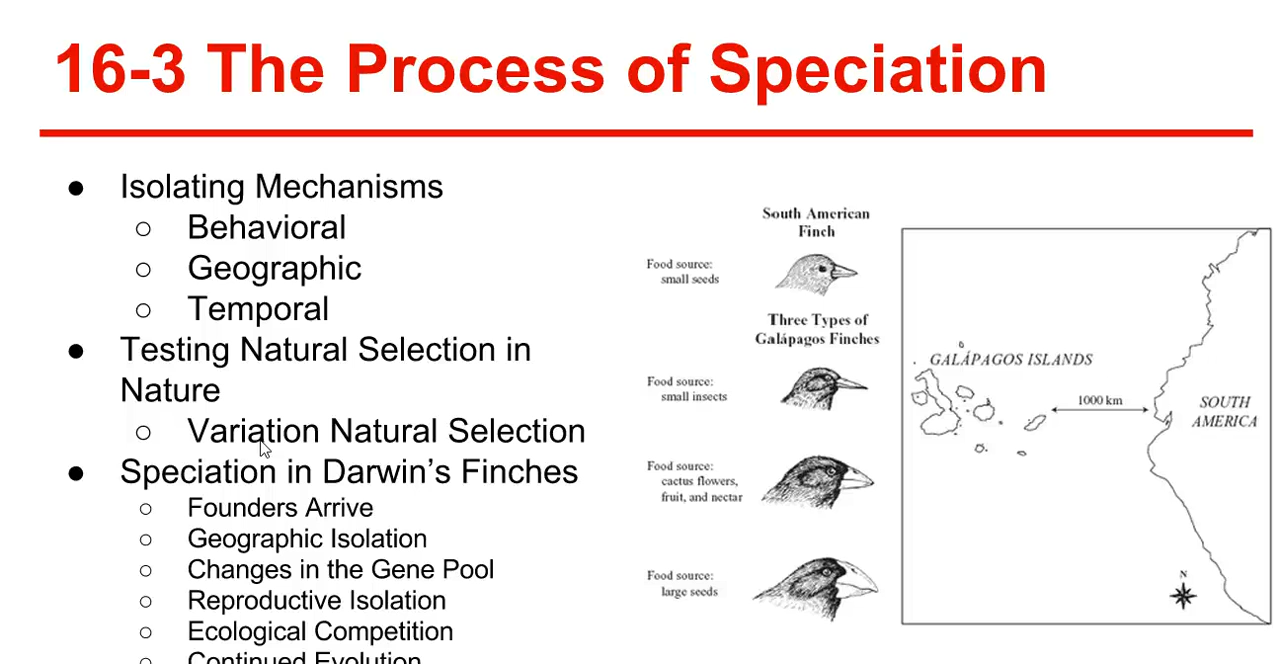 16-3 The Process of Speciation
● Isolating Mechanisms
○ Behavioral
○ Geographic
○ Temporal
● Testing Natural Selection in
Nature
○ Variation Natural Selection
● Speciation in Darwin's Finches
○ Founders Arrive
○ Geographic Isolation
○ Changes in the Gene Pool
○ Reproductive Isolation
○ Ecological Competition
○ Continued Evolution
South American
Finch
Food source:
small seeds
Three Types of
Galápagos Finches
Food source:
small insects
Food source:
cactus flowers,
fruit, and nectar
Food source:
large seeds
GALÁPAGOS ISLANDS
1000 km
SOUTH
AMERICA
N